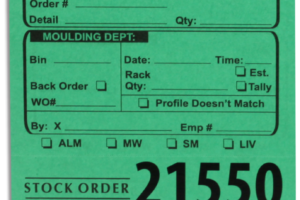 Order #
Detail Qty:
MOULDING DEPT:
Bin Date: Time:
Rack Est.
Back Order Qty: Tally
WO# Profile Doesn't Match
By: X Emp #
ALM MW SM LIV
STOCK ORDER 21550